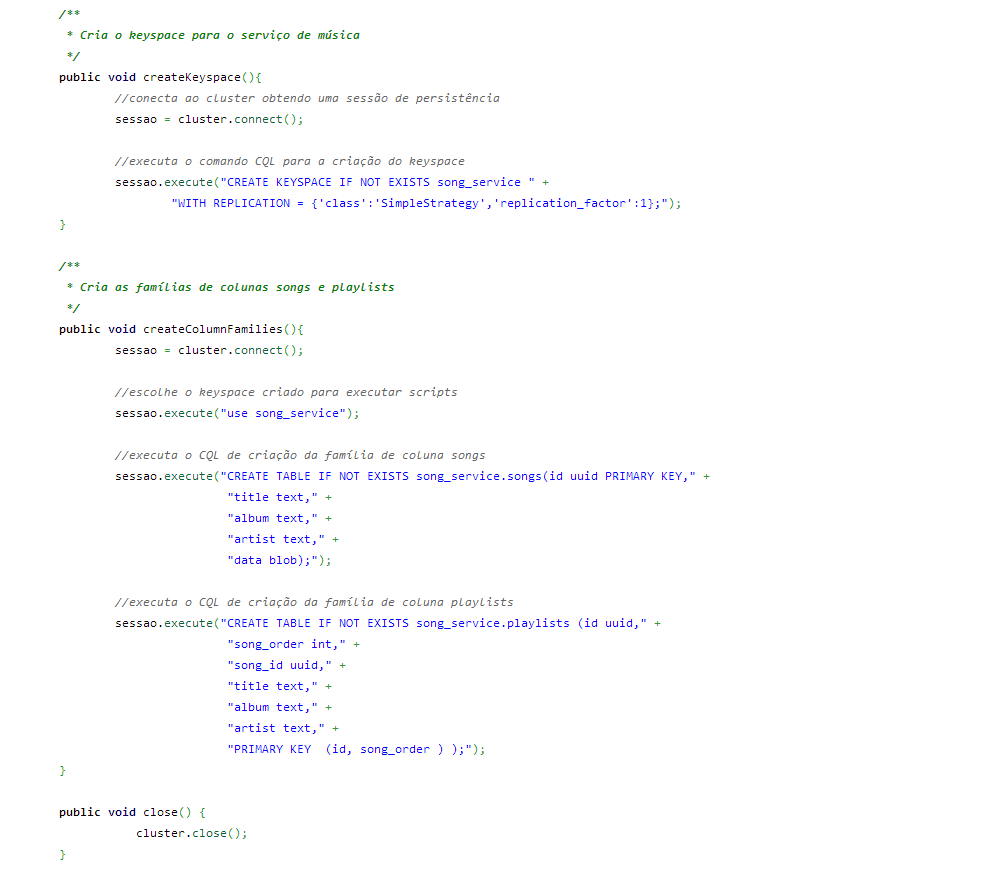 /**
 * Cria o keyspace para o serviço de música
 */
public void createKeyspace(){
        //conecta ao cluster obtendo uma sessão de persistência
        sessao = cluster.connect();

        //executa o comando CQL para a criação do keyspace
        sessao.execute("CREATE KEYSPACE IF NOT EXISTS song_service " +
                "WITH REPLICATION = {'class':'SimpleStrategy','replication_factor':1};");
}

/**
 * Cria as famílias de colunas songs e playlists
 */
public void createColumnFamilies(){
        sessao = cluster.connect();

        //escolhe o keyspace criado para executar scripts
        sessao.execute("use song_service");

        //executa o CQL de criação da família de coluna songs
        sessao.execute("CREATE TABLE IF NOT EXISTS song_service.songs(id uuid PRIMARY KEY," +
                        "title text," +
                        "album text," +
                        "artist text," +
                        "data blob);");

        //executa o CQL de criação da família de coluna playlists
        sessao.execute("CREATE TABLE IF NOT EXISTS song_service.playlists (id uuid," +
                        "song_order int," +
                        "song_id uuid," +
                        "title text," +
                        "album text," +
                        "artist text," +
                        "PRIMARY KEY  (id, song_order ) );");
}

public void close() {
           cluster.close();
}